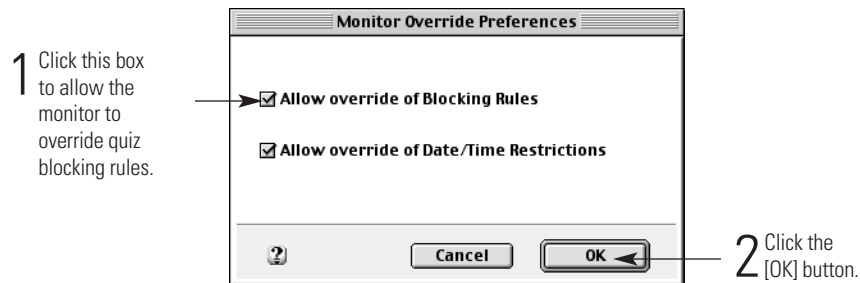 Monitor Override Preferences
1 Click this box
to allow the
monitor to
override quiz
blocking rules.
Allow override of Blocking Rules
Allow override of Date/Time Restrictions
?
Cancel
OK
2 Click the
[OK] button.